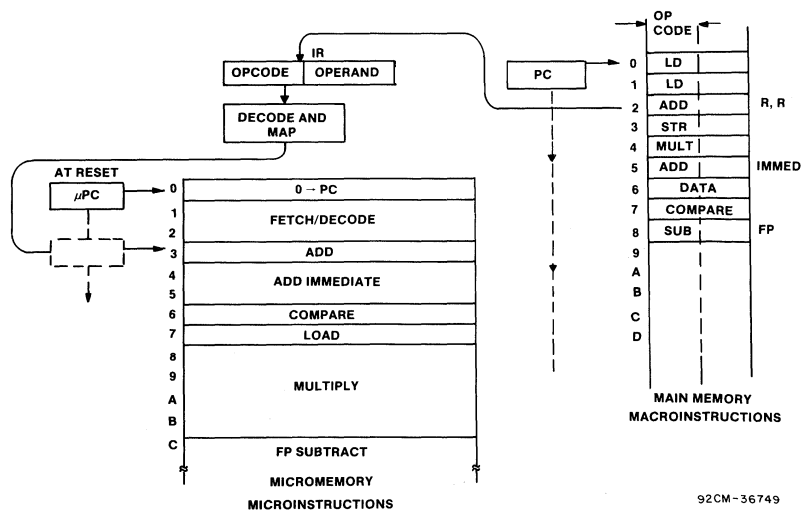 OP
CODE
IR
OPCODE OPERAND
PC
DECODE AND
MAP
0 LD
1 LD
2 ADD R, R
3 STR
4 MULT
5 ADD IMMED
6 DATA
7 COMPARE
8 SUB FP
9
A
B
C
D
MAIN MEMORY
MACROINSTRUCTIONS
AT RESET
μPC
0 0 → PC
1
FETCH/DECODE
2
3 ADD
4
ADD IMMEDIATE
5
6 COMPARE
7 LOAD
8
9
MULTIPLY
A
B
C
FP SUBTRACT
MICROMEMORY
MICROINSTRUCTIONS
92CM-36749